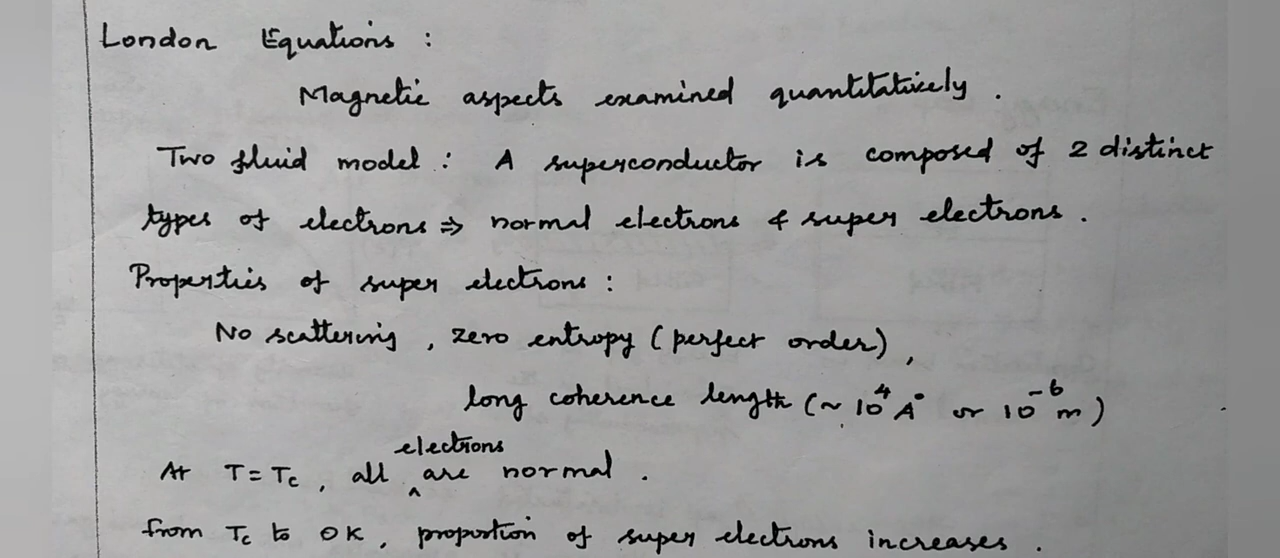 London Equations :
Magnetic aspects examined quantitatively .
Two fluid model : A superconductor is composed of 2 distinct
types of electrons ⇒ normal electrons & super electrons .
Properties of super electrons :
No scattering , zero entropy (perfect order) ,
long coherence length (~ 10⁴ A° or 10⁻⁶ m)
At T = Tc , all electrons are normal .
from Tc to 0K , proportion of super electrons increases .